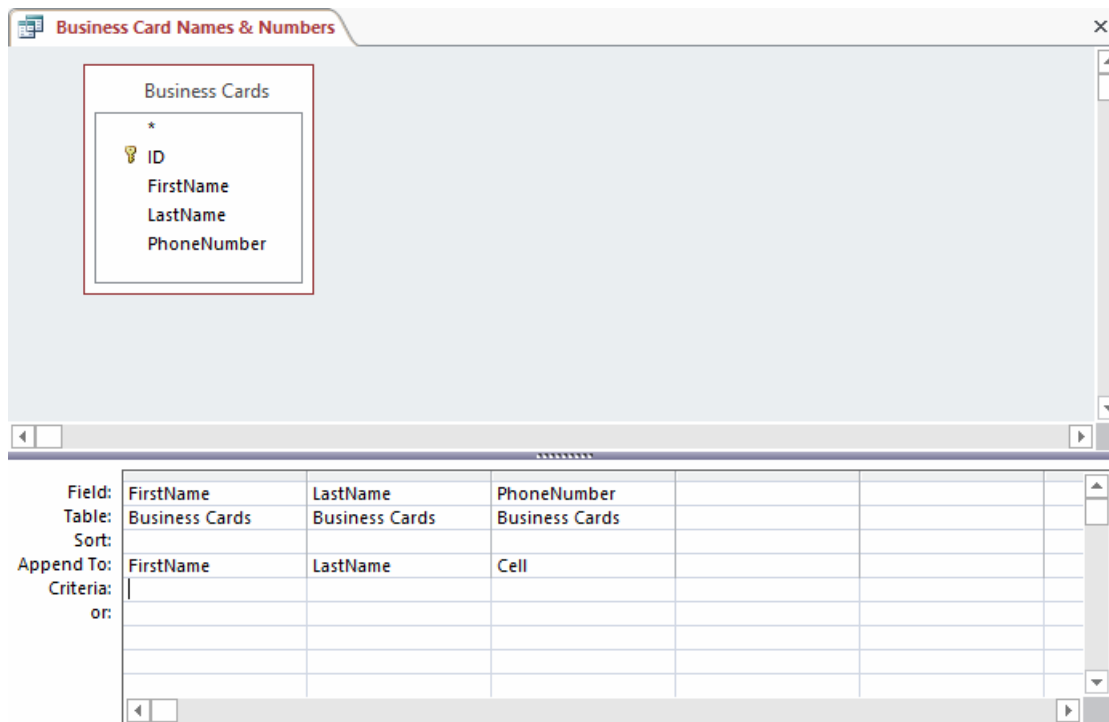 Business Card Names & Numbers
Business Cards
*
ID
FirstName
LastName
PhoneNumber
Field: FirstName LastName PhoneNumber
Table: Business Cards Business Cards Business Cards
Sort:
Append To: FirstName LastName Cell
Criteria:
or: